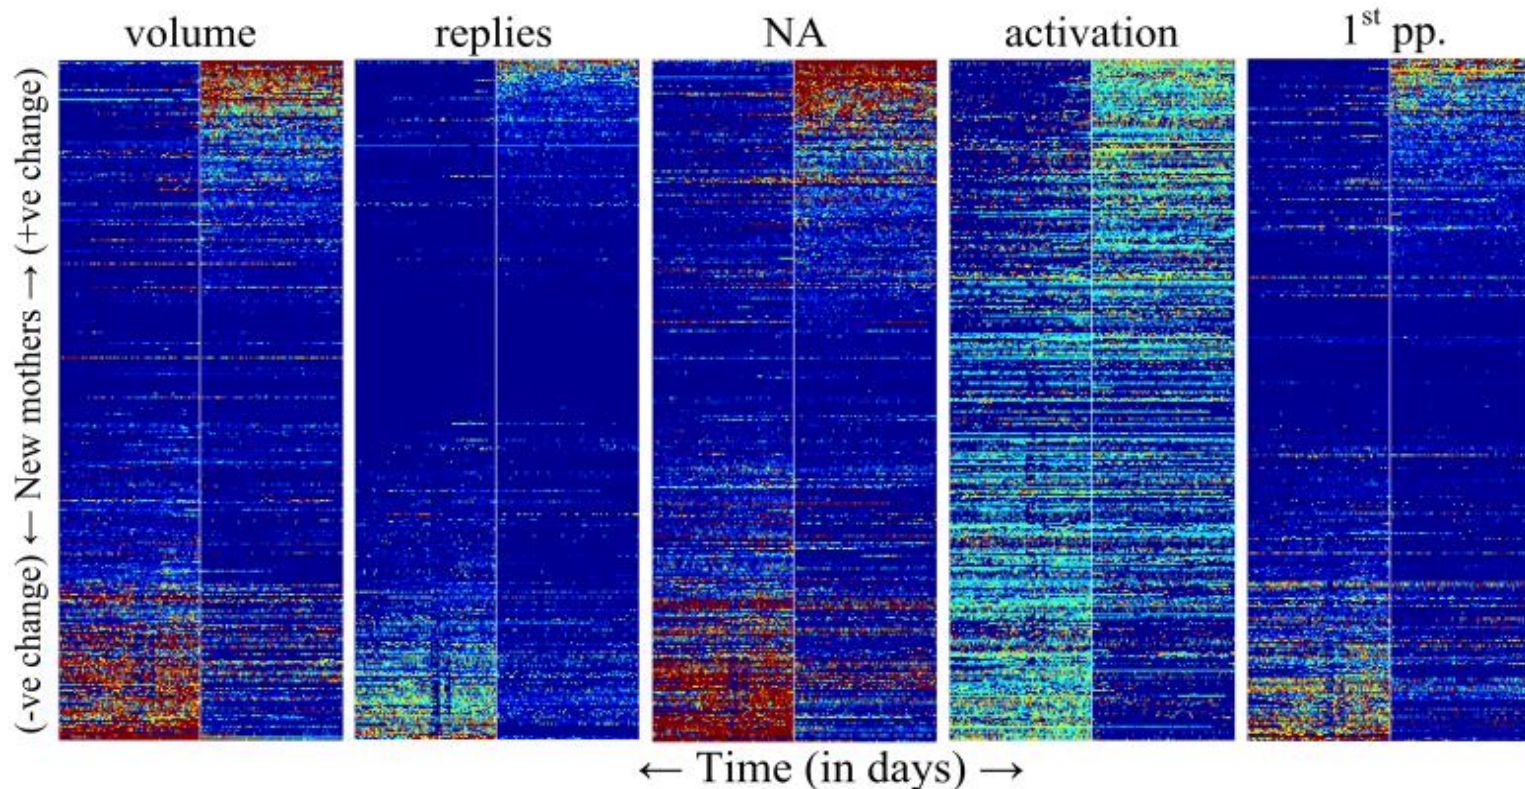 volume replies NA activation 1st pp.
(-ve change) ← New mothers → (+ve change)
← Time (in days) →